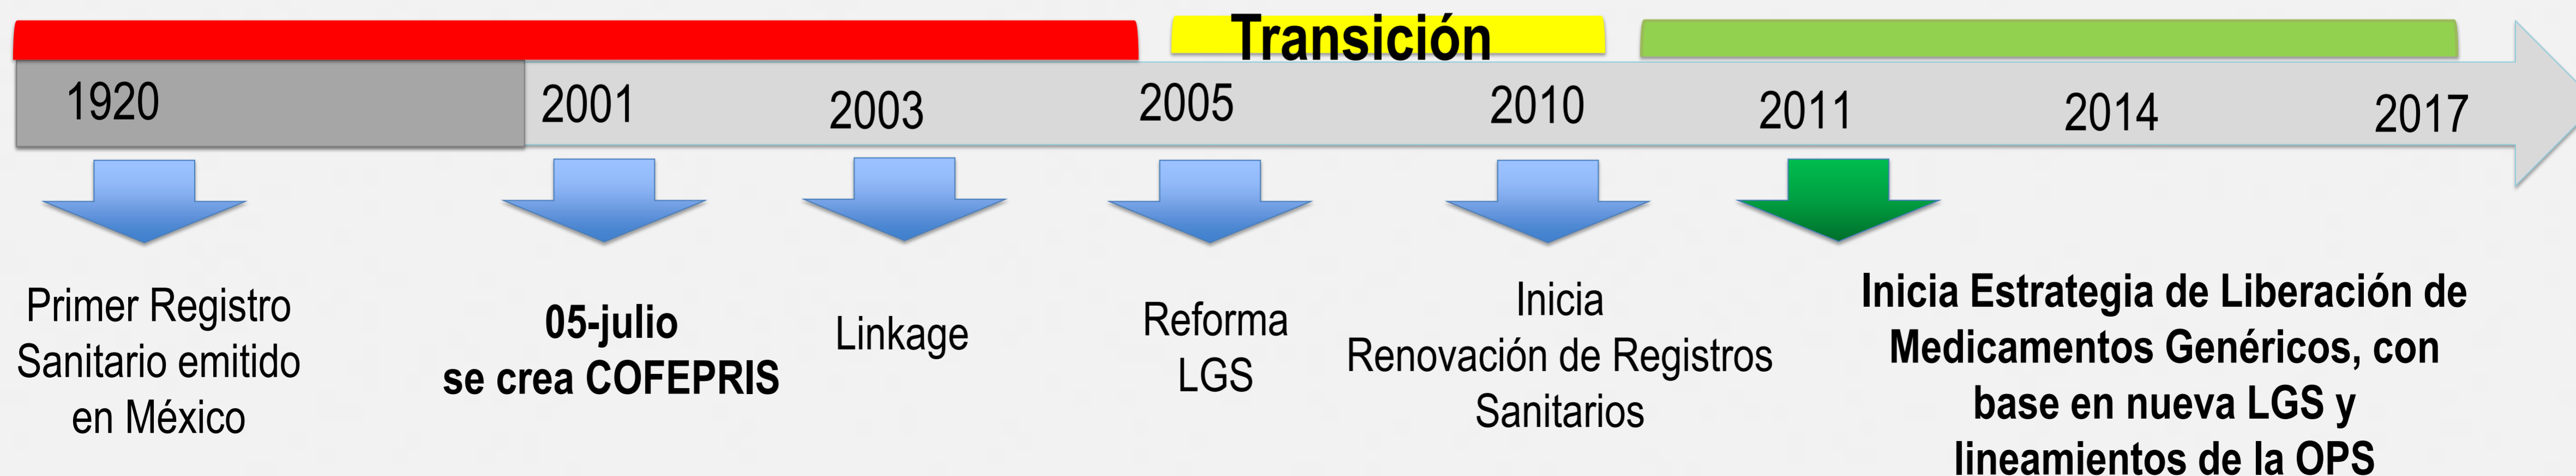 Transición
1920
2001
2003
2005
2010
2011
2014
2017
Primer Registro
Sanitario emitido
en México
05-julio
se crea COFEPRIS
Linkage
Reforma
LGS
Inicia
Renovación de Registros
Sanitarios
Inicia Estrategia de Liberación de
Medicamentos Genéricos, con
base en nueva LGS y
lineamientos de la OPS